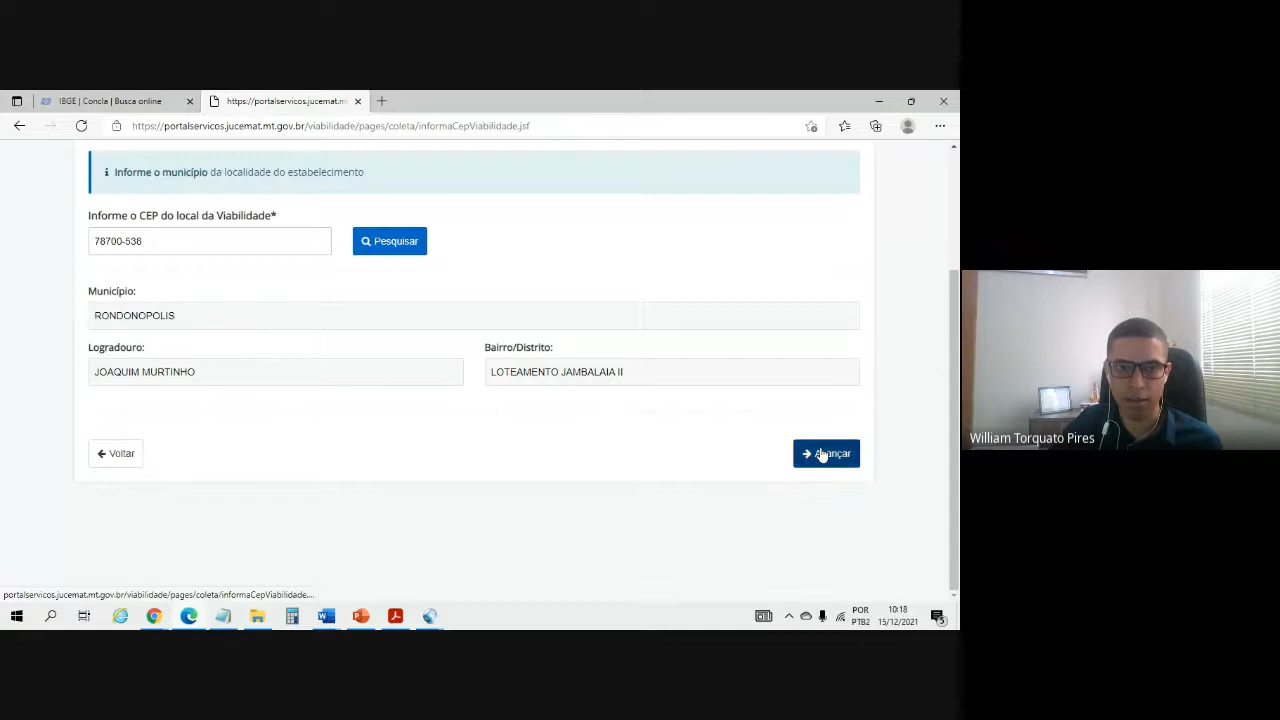 IBGE | Concla | Busca online
https://portalservicos.jucemat.m
https://portalservicos.jucemat.mt.gov.br/viabilidade/pages/coleta/informaCepViabilidade.jsf
Informe o município da localidade do estabelecimento
Informe o CEP do local da Viabilidade*
78700-538
Pesquisar
Município:
RONDONOPOLIS
Logradouro:
Bairro/Distrito:
JOAQUIM MURTINHO
LOTEAMENTO JAMBALAIA II
Voltar
Avançar
William Torquato Pires
portalservicos.jucemat.mt.gov.br/viabilidade/pages/coleta/informaCepViabilidade....
POR
PTB2
10:18
15/12/2021
5